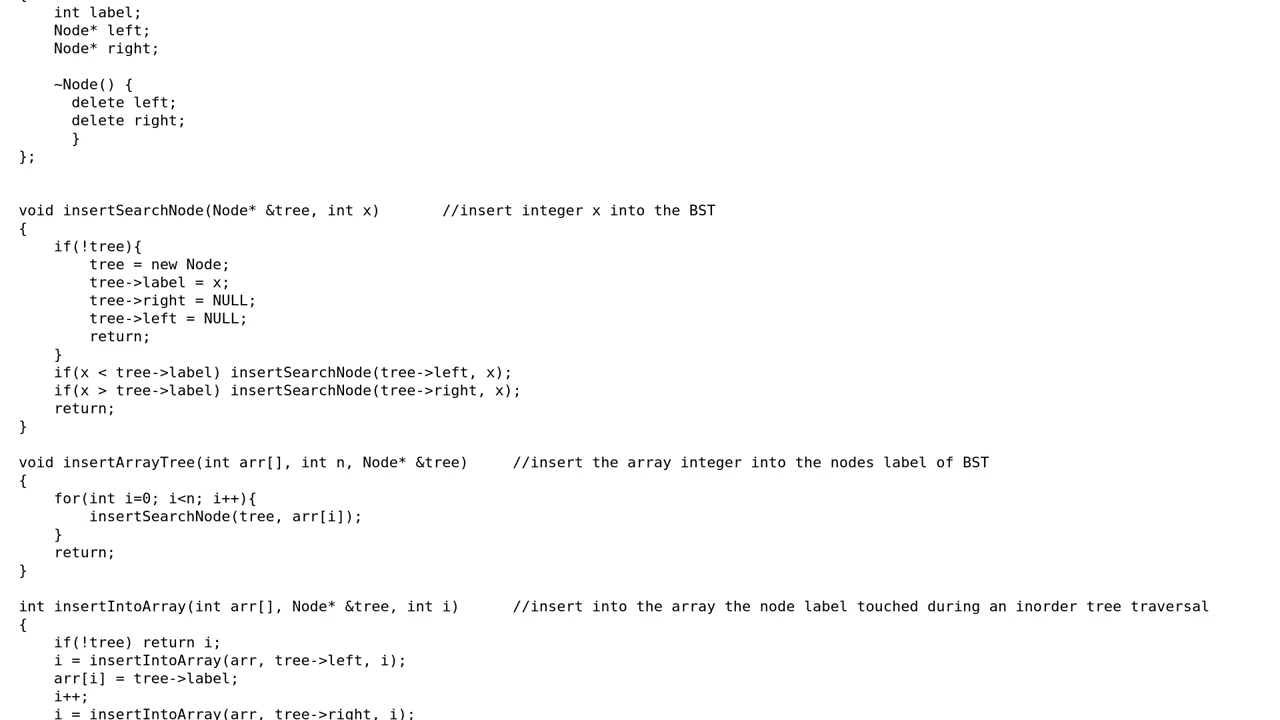 {
    int label;
    Node* left;
    Node* right;

    ~Node() {
      delete left;
      delete right;
      }
};


void insertSearchNode(Node* &tree, int x)       //insert integer x into the BST
{
    if(!tree){
        tree = new Node;
        tree->label = x;
        tree->right = NULL;
        tree->left = NULL;
        return;
    }
    if(x < tree->label) insertSearchNode(tree->left, x);
    if(x > tree->label) insertSearchNode(tree->right, x);
    return;
}

void insertArrayTree(int arr[], int n, Node* &tree)     //insert the array integer into the nodes label of BST
{
    for(int i=0; i<n; i++){
        insertSearchNode(tree, arr[i]);
    }
    return;
}

int insertIntoArray(int arr[], Node* &tree, int i)      //insert into the array the node label touched during an inorder tree traversal
{
    if(!tree) return i;
    i = insertIntoArray(arr, tree->left, i);
    arr[i] = tree->label;
    i++;
    i = insertIntoArray(arr, tree->right, i);